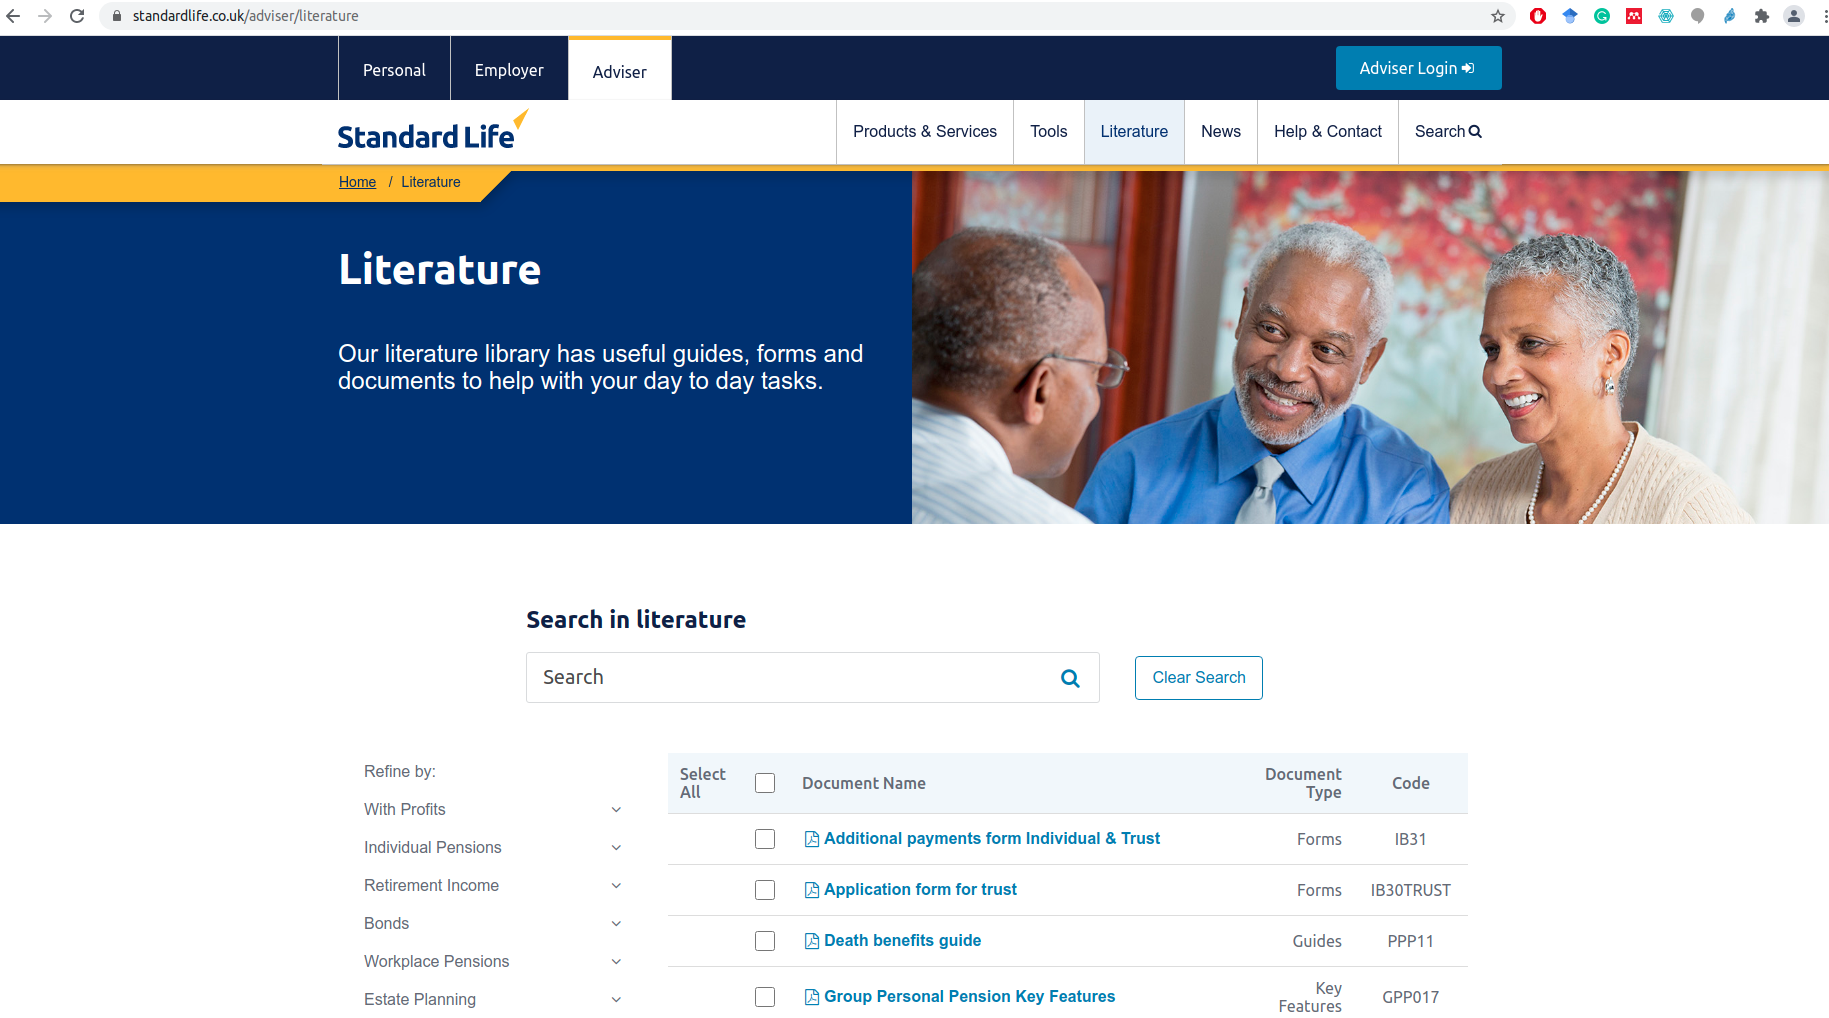 standardlife.co.uk/adviser/literature
Personal
Employer
Adviser
Adviser Login
Standard Life
Products & Services
Tools
Literature
News
Help & Contact
Search
Home / Literature
Literature
Our literature library has useful guides, forms and
documents to help with your day to day tasks.
Search in literature
Search
Clear Search
Refine by:
With Profits
Individual Pensions
Retirement Income
Bonds
Workplace Pensions
Estate Planning
Select
All
Document Name
Document
Type
Code
Additional payments form Individual & Trust
Forms
IB31
Application form for trust
Forms
IB30TRUST
Death benefits guide
Guides
PPP11
Group Personal Pension Key Features
Key
Features
GPP017